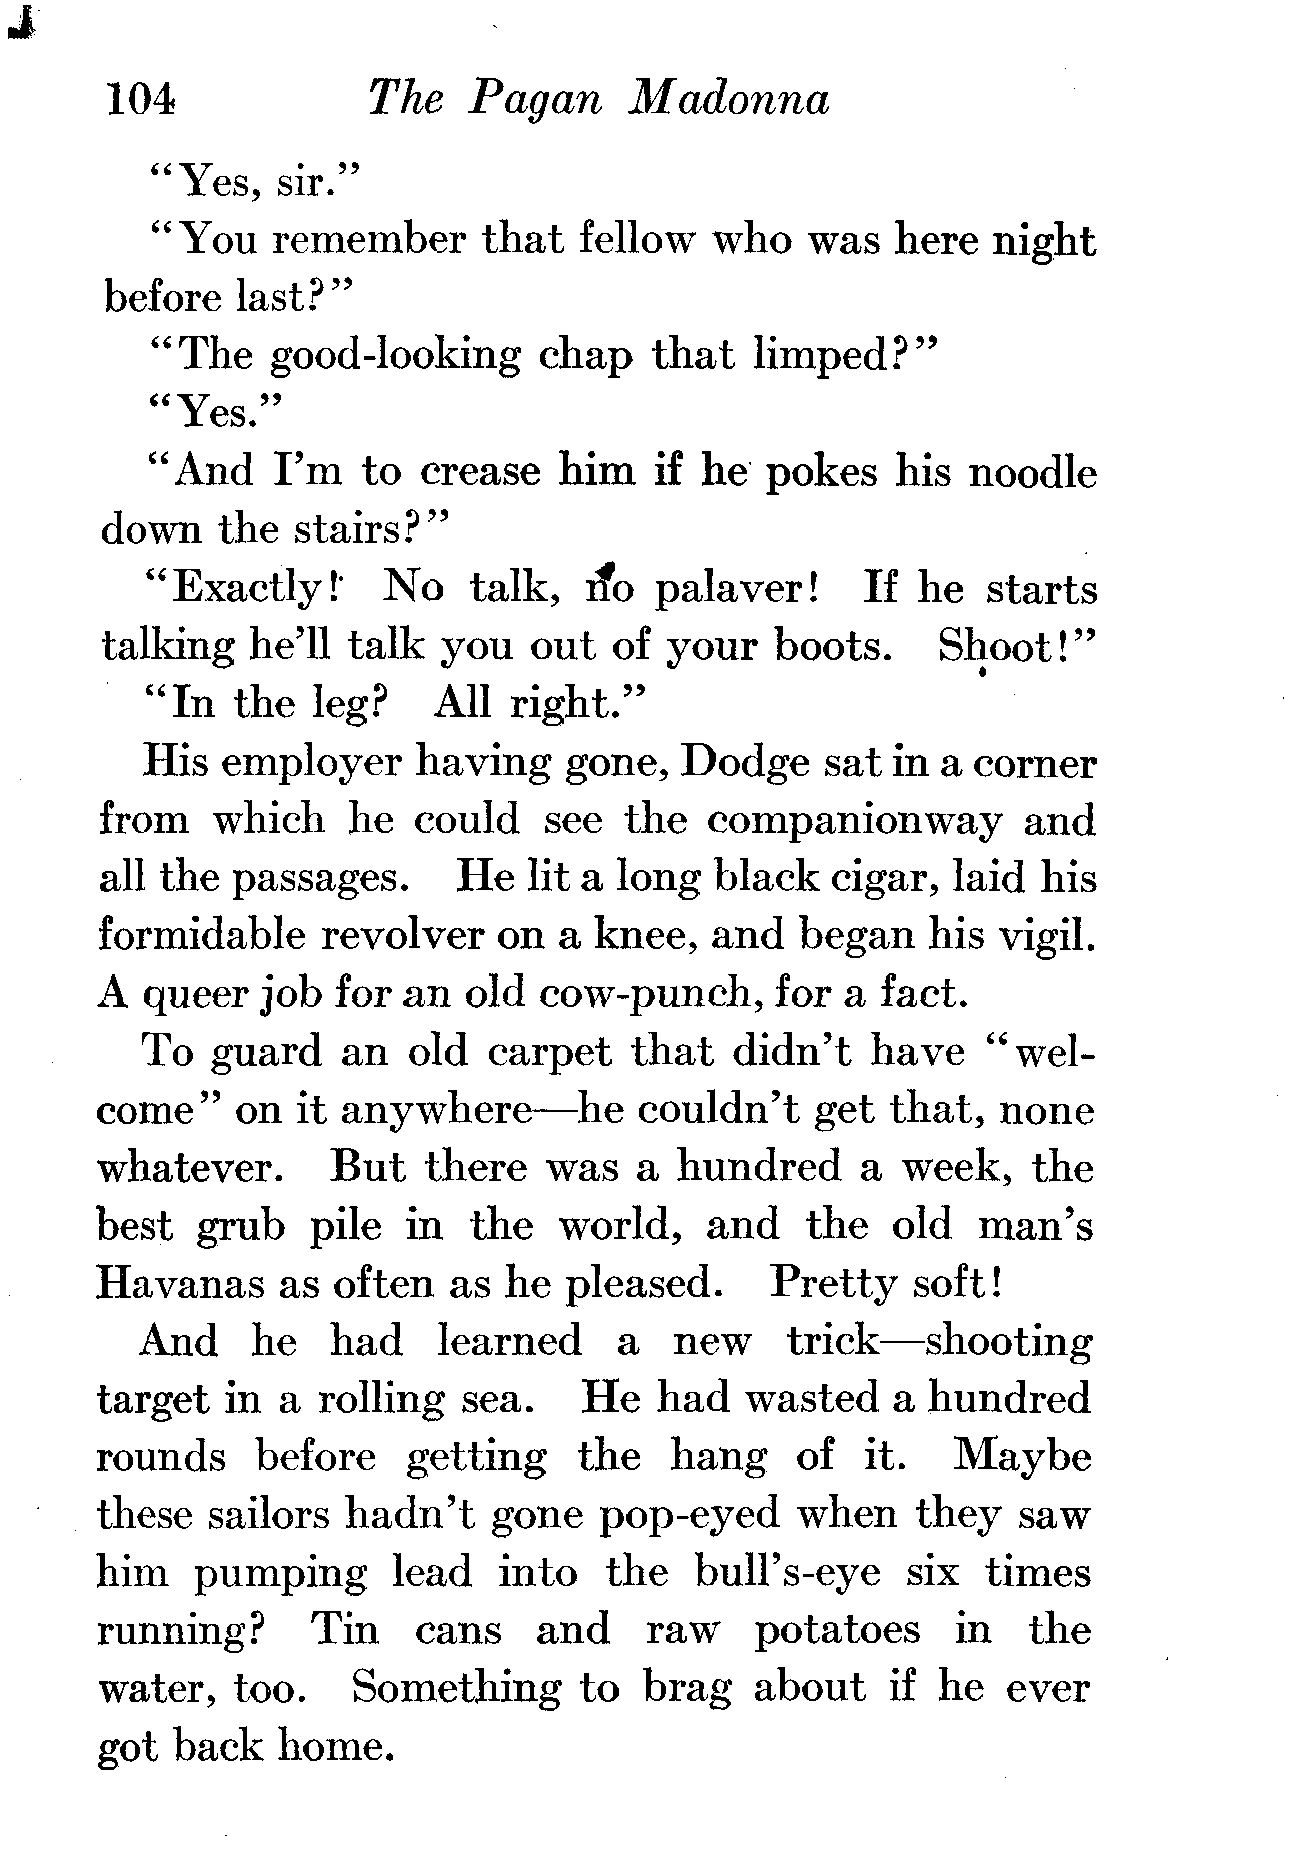 104 The Pagan Madonna
“Yes, sir.”
“You remember that fellow who was here night
before last?”
“The good-looking chap that limped?”
“Yes.”
“And I’m to crease him if he pokes his noodle
down the stairs?”
“Exactly! No talk, no palaver! If he starts
talking he’ll talk you out of your boots. Shoot!”
“In the leg? All right.”
His employer having gone, Dodge sat in a corner
from which he could see the companionway and
all the passages. He lit a long black cigar, laid his
formidable revolver on a knee, and began his vigil.
A queer job for an old cow-punch, for a fact.
To guard an old carpet that didn’t have “wel-
come” on it anywhere—he couldn’t get that, none
whatever. But there was a hundred a week, the
best grub pile in the world, and the old man’s
Havanas as often as he pleased. Pretty soft!
And he had learned a new trick—shooting
target in a rolling sea. He had wasted a hundred
rounds before getting the hang of it. Maybe
these sailors hadn’t gone pop-eyed when they saw
him pumping lead into the bull’s-eye six times
running? Tin cans and raw potatoes in the
water, too. Something to brag about if he ever
got back home.